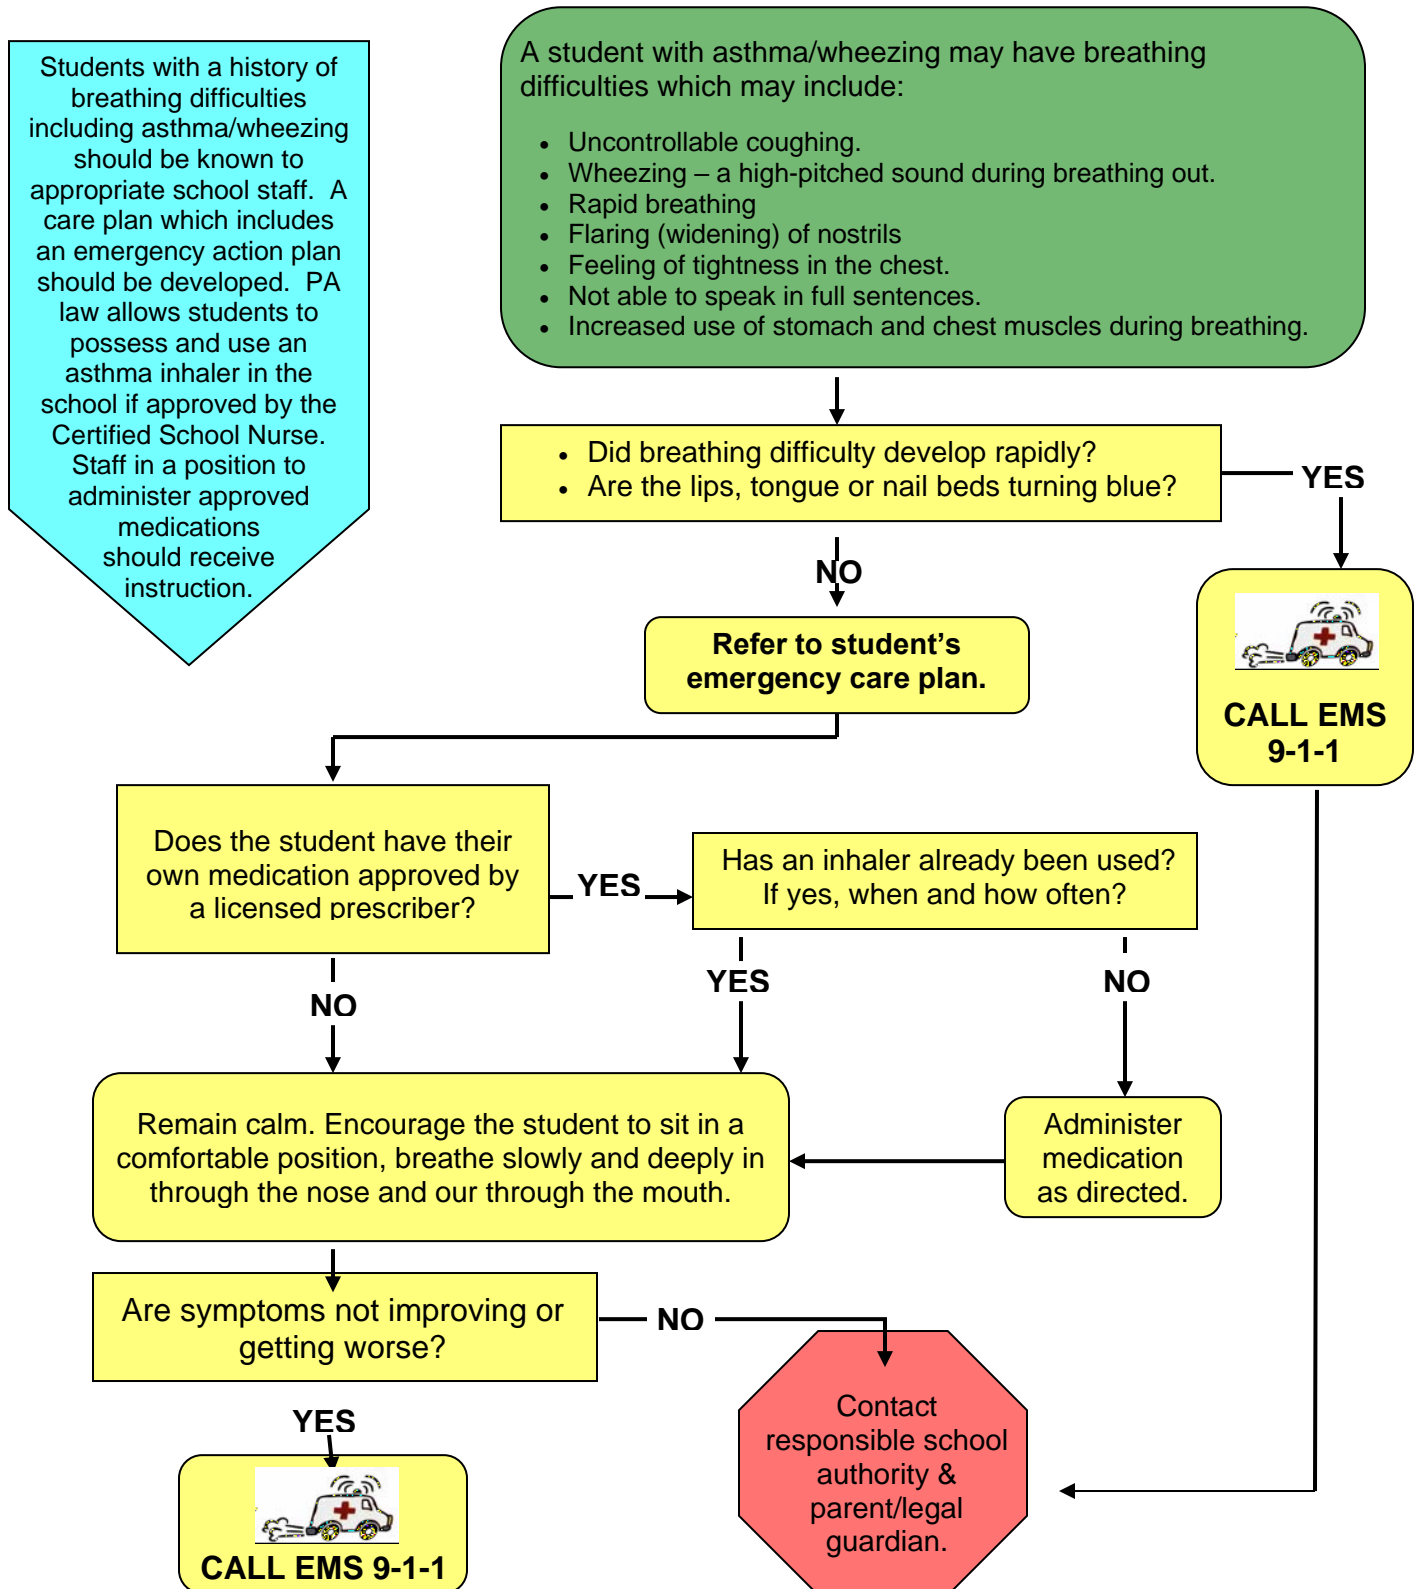 Students with a history of
breathing difficulties
including asthma/wheezing
should be known to
appropriate school staff.  A
care plan which includes
an emergency action plan
should be developed.  PA
law allows students to
possess and use an
asthma inhaler in the
school if approved by the
Certified School Nurse.
Staff in a position to
administer approved
medications
should receive
instruction.
A student with asthma/wheezing may have breathing
difficulties which may include:
• Uncontrollable coughing.
• Wheezing – a high-pitched sound during breathing out.
• Rapid breathing
• Flaring (widening) of nostrils
• Feeling of tightness in the chest.
• Not able to speak in full sentences.
• Increased use of stomach and chest muscles during breathing.
• Did breathing difficulty develop rapidly?
• Are the lips, tongue or nail beds turning blue?
YES
NO
CALL EMS
9-1-1
Refer to student’s
emergency care plan.
Does the student have their
own medication approved by
a licensed prescriber?
YES
Has an inhaler already been used?
If yes, when and how often?
NO
YES
NO
Remain calm. Encourage the student to sit in a
comfortable position, breathe slowly and deeply in
through the nose and our through the mouth.
Administer
medication
as directed.
Are symptoms not improving or
getting worse?
NO
YES
CALL EMS 9-1-1
Contact
responsible school
authority &
parent/legal
guardian.